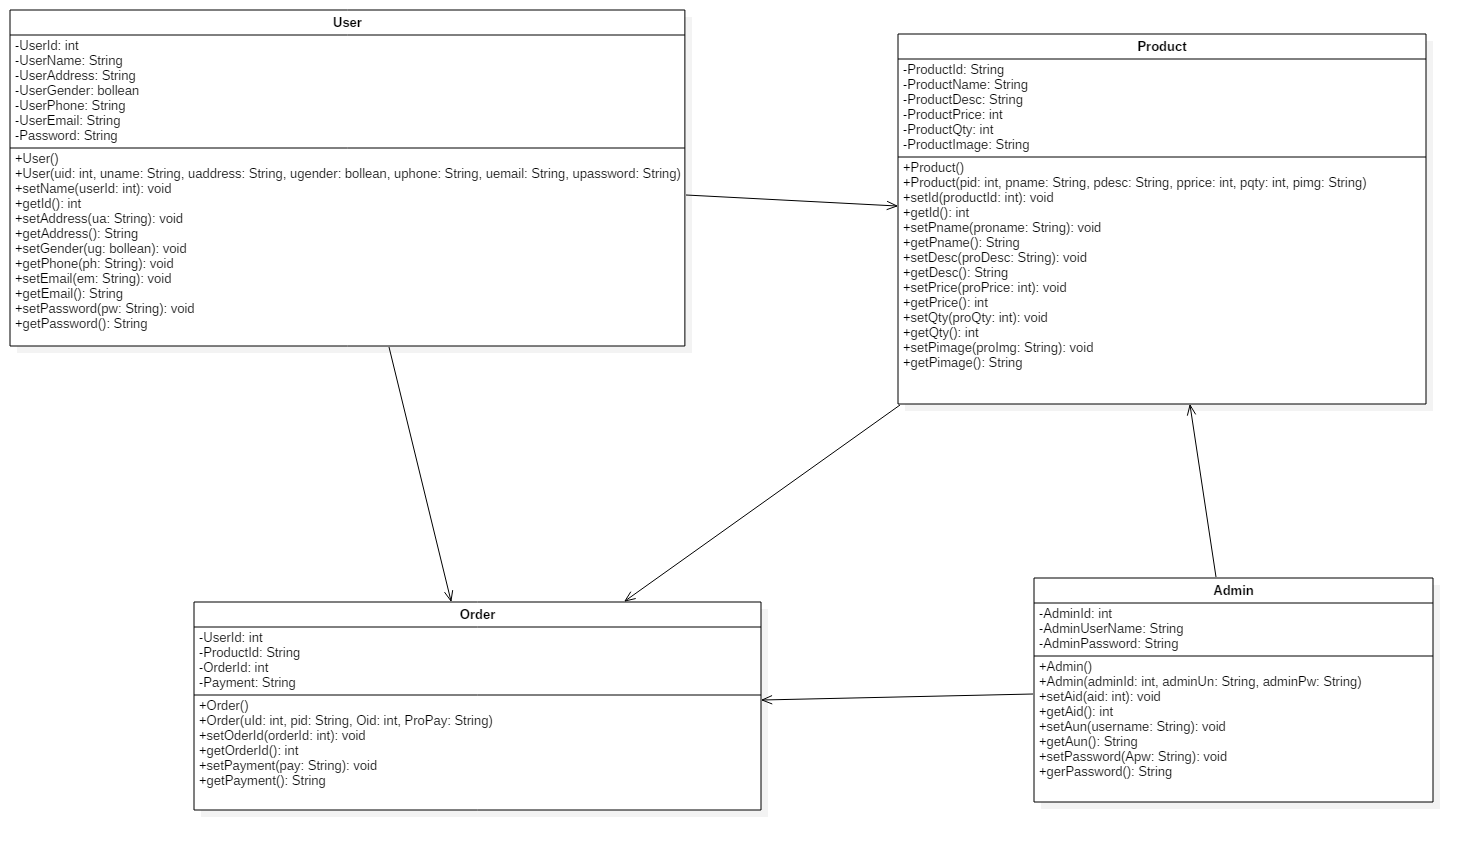 User
-UserId: int
-UserName: String
-UserAddress: String
-UserGender: bollean
-UserPhone: String
-UserEmail: String
-Password: String
+User()
+User(uid: int, uname: String, uaddress: String, ugender: bollean, uphone: String, uemail: String, upassword: String)
+setName(userId: int): void
+getId(): int
+setAddress(ua: String): void
+getAddress(): String
+setGender(ug: bollean): void
+getPhone(ph: String): void
+setEmail(em: String): void
+getEmail(): String
+setPassword(pw: String): void
+getPassword(): String
Product
-ProductId: String
-ProductName: String
-ProductDesc: String
-ProductPrice: int
-ProductQty: int
-ProductImage: String
+Product()
+Product(pid: int, pname: String, pdesc: String, pprice: int, pqty: int, pimg: String)
+setId(productId: int): void
+getId(): int
+setPname(proname: String): void
+getPname(): String
+setDesc(proDesc: String): void
+getDesc(): String
+setPrice(proPrice: int): void
+getPrice(): int
+setQty(proQty: int): void
+getQty(): int
+setPimage(proImg: String): void
+getPimage(): String
Order
-UserId: int
-ProductId: String
-OrderId: int
-Payment: String
+Order()
+Order(uId: int, pid: String, Oid: int, ProPay: String)
+setOderId(orderId: int): void
+getOrderId(): int
+setPayment(pay: String): void
+getPayment(): String
Admin
-AdminId: int
-AdminUserName: String
-AdminPassword: String
+Admin()
+Admin(adminId: int, adminUn: String, adminPw: String)
+setAid(aid: int): void
+getAid(): int
+setAun(username: String): void
+getAun(): String
+setPassword(Apw: String): void
+gerPassword(): String